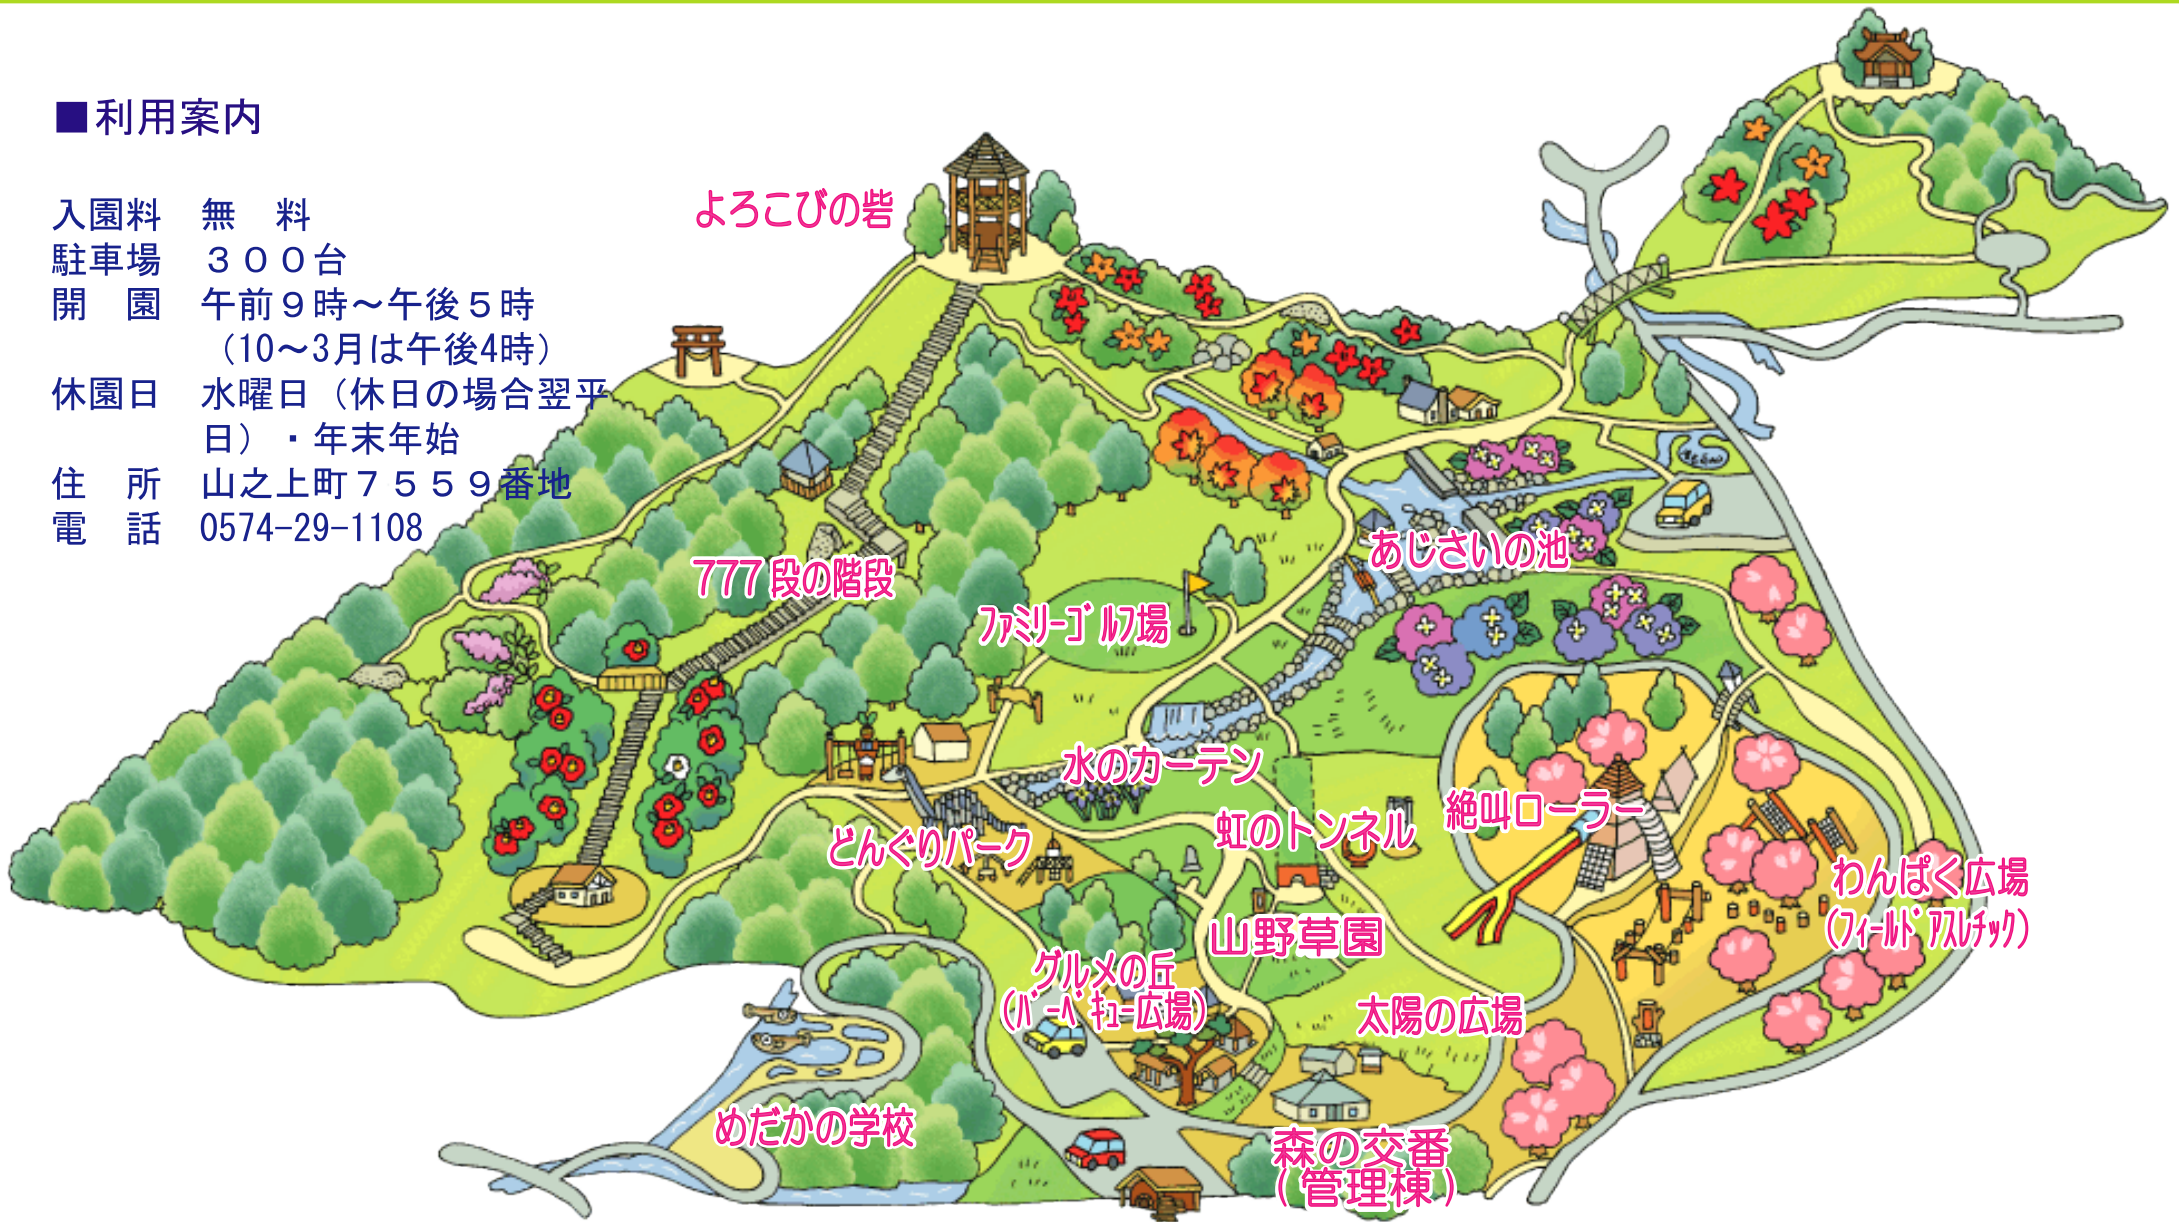 ■利用案内
入園料　無　料
駐車場　３００台
開　園　午前９時～午後５時
（10～3月は午後4時）
休園日　水曜日（休日の場合翌平
日）・年末年始
住　所　山之上町７５５９番地
電　話　0574-29-1108
よろこびの砦
777段の階段
ﾌｧﾐﾘｰｺﾞﾙﾌ場
あじさいの池
水のカーテン
どんぐりパーク
虹のトンネル
絶叫ローラー
わんぱく広場
(ﾌｨｰﾙﾄﾞｱｽﾚﾁｯｸ)
山野草園
グルメの丘
(ﾊﾞｰﾍﾞｷｭｰ広場)
太陽の広場
めだかの学校
森の交番
(管理棟)